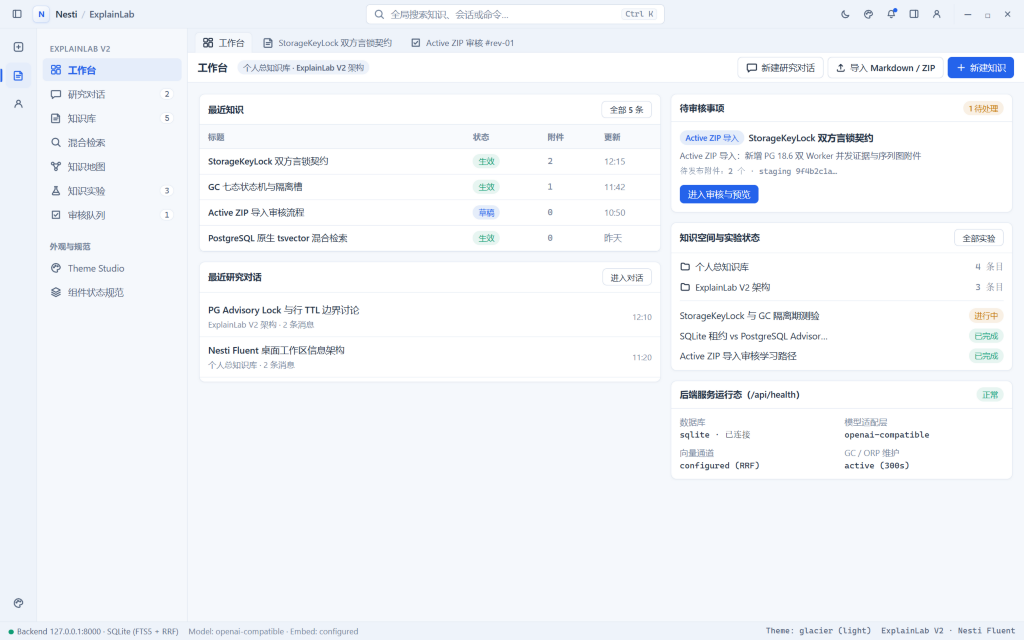 N Nesti / ExplainLab
全局搜索知识、会话或命令... Ctrl K
EXPLAINLAB V2
工作台
研究对话 2
知识库 5
混合检索
知识地图
知识实验 3
审核队列 1
外观与规范
Theme Studio
组件状态规范
工作台 StorageKeyLock 双方言锁契约 Active ZIP 审核 #rev-01
工作台 个人总知识库 · ExplainLab V2 架构
新建研究对话 导入 Markdown / ZIP 新建知识
最近知识 全部 5 条
标题 状态 附件 更新
StorageKeyLock 双方言锁契约 生效 2 12:15
GC 七态状态机与隔离槽 生效 1 11:42
Active ZIP 导入审核流程 草稿 0 10:50
PostgreSQL 原生 tsvector 混合检索 生效 0 昨天
最近研究对话 进入对话
PG Advisory Lock 与行 TTL 边界讨论
ExplainLab V2 架构 · 2 条消息 12:10
Nesti Fluent 桌面工作区信息架构
个人总知识库 · 2 条消息 11:20
待审核事项 1 待处理
Active ZIP 导入 StorageKeyLock 双方言锁契约
Active ZIP 导入：新增 PG 18.6 双 Worker 并发证据与序列图附件
待发布附件：2 个 · staging 9f4b2c1a…
进入审核与预览
知识空间与实验状态 全部实验
个人总知识库 4 条目
ExplainLab V2 架构 3 条目
StorageKeyLock 与 GC 隔离期测验 进行中
SQLite 租约 vs PostgreSQL Advisor... 已完成
Active ZIP 导入审核学习路径 已完成
后端服务运行态（/api/health） 正常
数据库 模型适配层
sqlite · 已连接 openai-compatible
向量通道 GC / ORP 维护
configured (RRF) active (300s)
Backend 127.0.0.1:8000 · SQLite (FTS5 + RRF) Model: openai-compatible · Embed: configured
Theme: glacier (light) ExplainLab V2 · Nesti Fluent